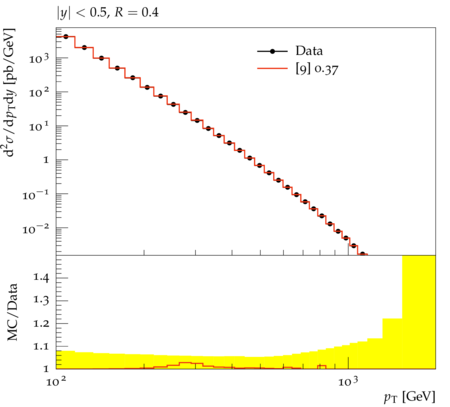 |y| < 0.5, R = 0.4
d²σ/dp_Tdy [pb/GeV]
10³
10²
10¹
1
10⁻¹
10⁻²
Data
[9] 0.37
MC/Data
1.4
1.3
1.2
1.1
1
10²
10³
p_T [GeV]